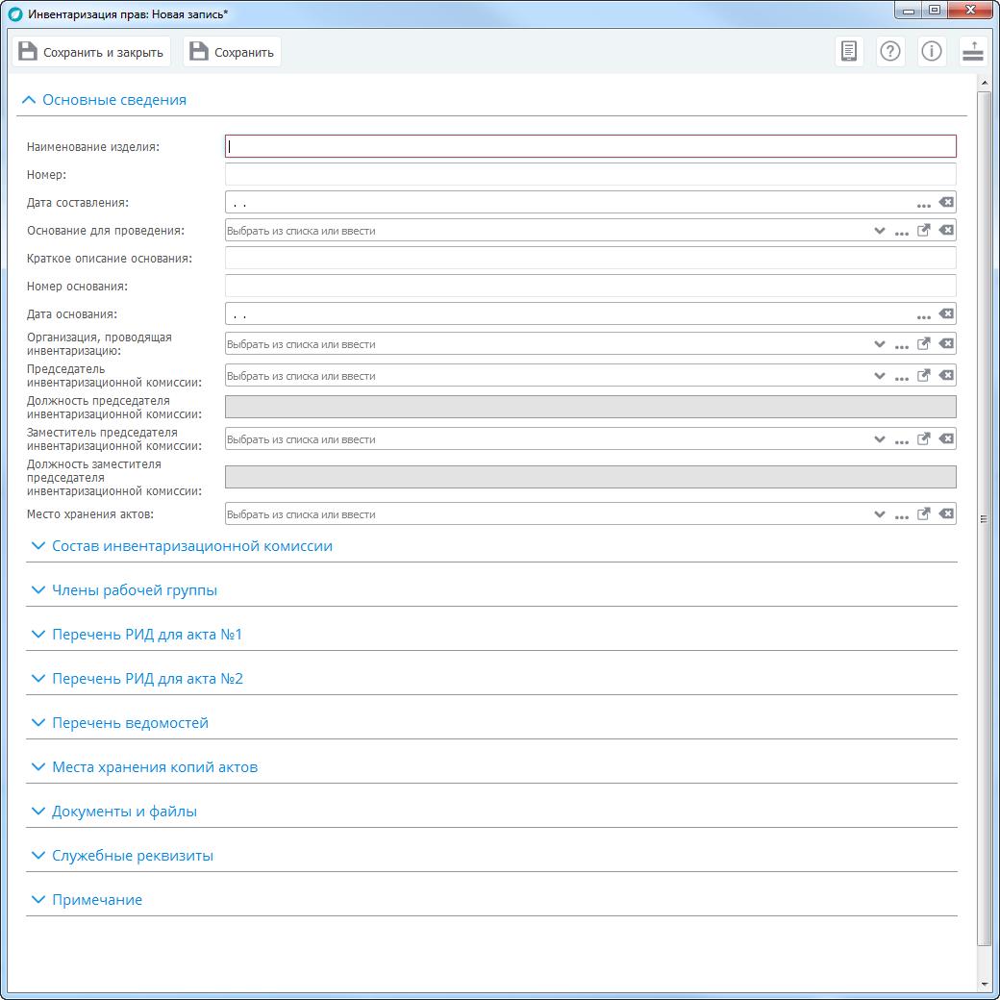 Инвентаризация прав: Новая запись*
Сохранить и закрыть
Сохранить
Основные сведения
Наименование изделия:
Номер:
Дата составления:
. .
Основание для проведения:
Выбрать из списка или ввести
Краткое описание основания:
Номер основания:
Дата основания:
. .
Организация, проводящая
инвентаризацию:
Выбрать из списка или ввести
Председатель
инвентаризационной комиссии:
Выбрать из списка или ввести
Должность председателя
инвентаризационной комиссии:
Заместитель председателя
инвентаризационной комиссии:
Выбрать из списка или ввести
Должность заместителя
председателя
инвентаризационной комиссии:
Место хранения актов:
Выбрать из списка или ввести
Состав инвентаризационной комиссии
Члены рабочей группы
Перечень РИД для акта №1
Перечень РИД для акта №2
Перечень ведомостей
Места хранения копий актов
Документы и файлы
Служебные реквизиты
Примечание